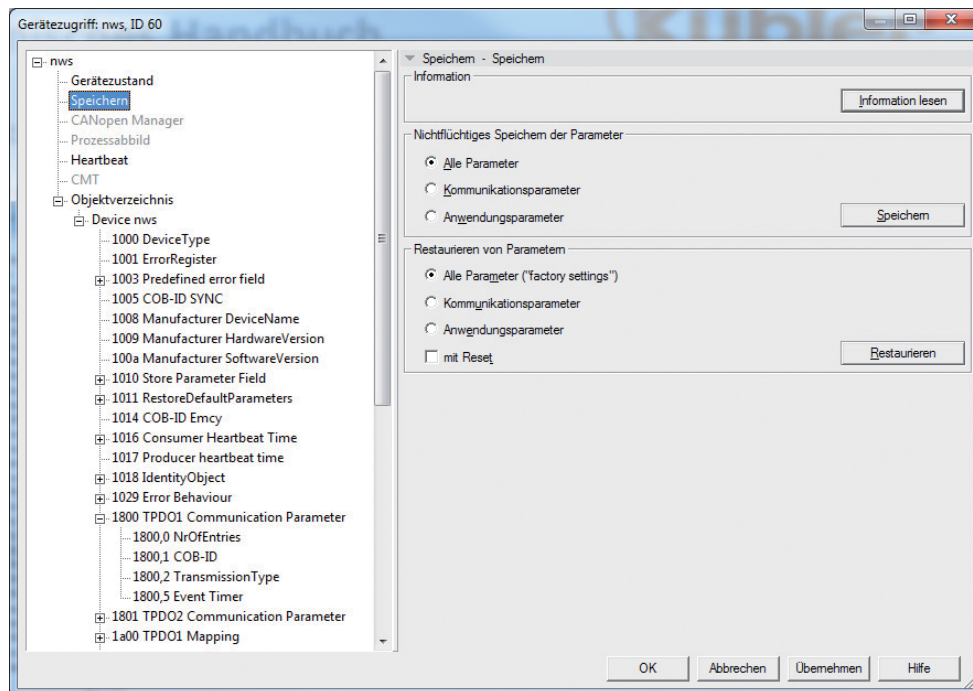 Handbuch
Gerätezugriff: nws, ID 60
nws
Gerätezustand
Speichern
CANopen Manager
Prozessabbild
Heartbeat
CMT
Objektverzeichnis
Device nws
1000 DeviceType
1001 ErrorRegister
1003 Predefined error field
1005 COB-ID SYNC
1008 Manufacturer DeviceName
1009 Manufacturer HardwareVersion
100a Manufacturer SoftwareVersion
1010 Store Parameter Field
1011 RestoreDefaultParameters
1014 COB-ID Emcy
1016 Consumer Heartbeat Time
1017 Producer heartbeat time
1018 IdentityObject
1029 Error Behaviour
1800 TPDO1 Communication Parameter
1800,0 NrOfEntries
1800,1 COB-ID
1800,2 TransmissionType
1800,5 Event Timer
1801 TPDO2 Communication Parameter
1a00 TPDO1 Mapping
Speichern - Speichern
Information
Information lesen
Nichtflüchtiges Speichern der Parameter
Alle Parameter
Kommunikationsparameter
Anwendungsparameter
Speichern
Restaurieren von Parametern
Alle Parameter ("factory settings")
Kommunikationsparameter
Anwendungsparameter
mit Reset
Restaurieren
OK
Abbrechen
Übernehmen
Hilfe